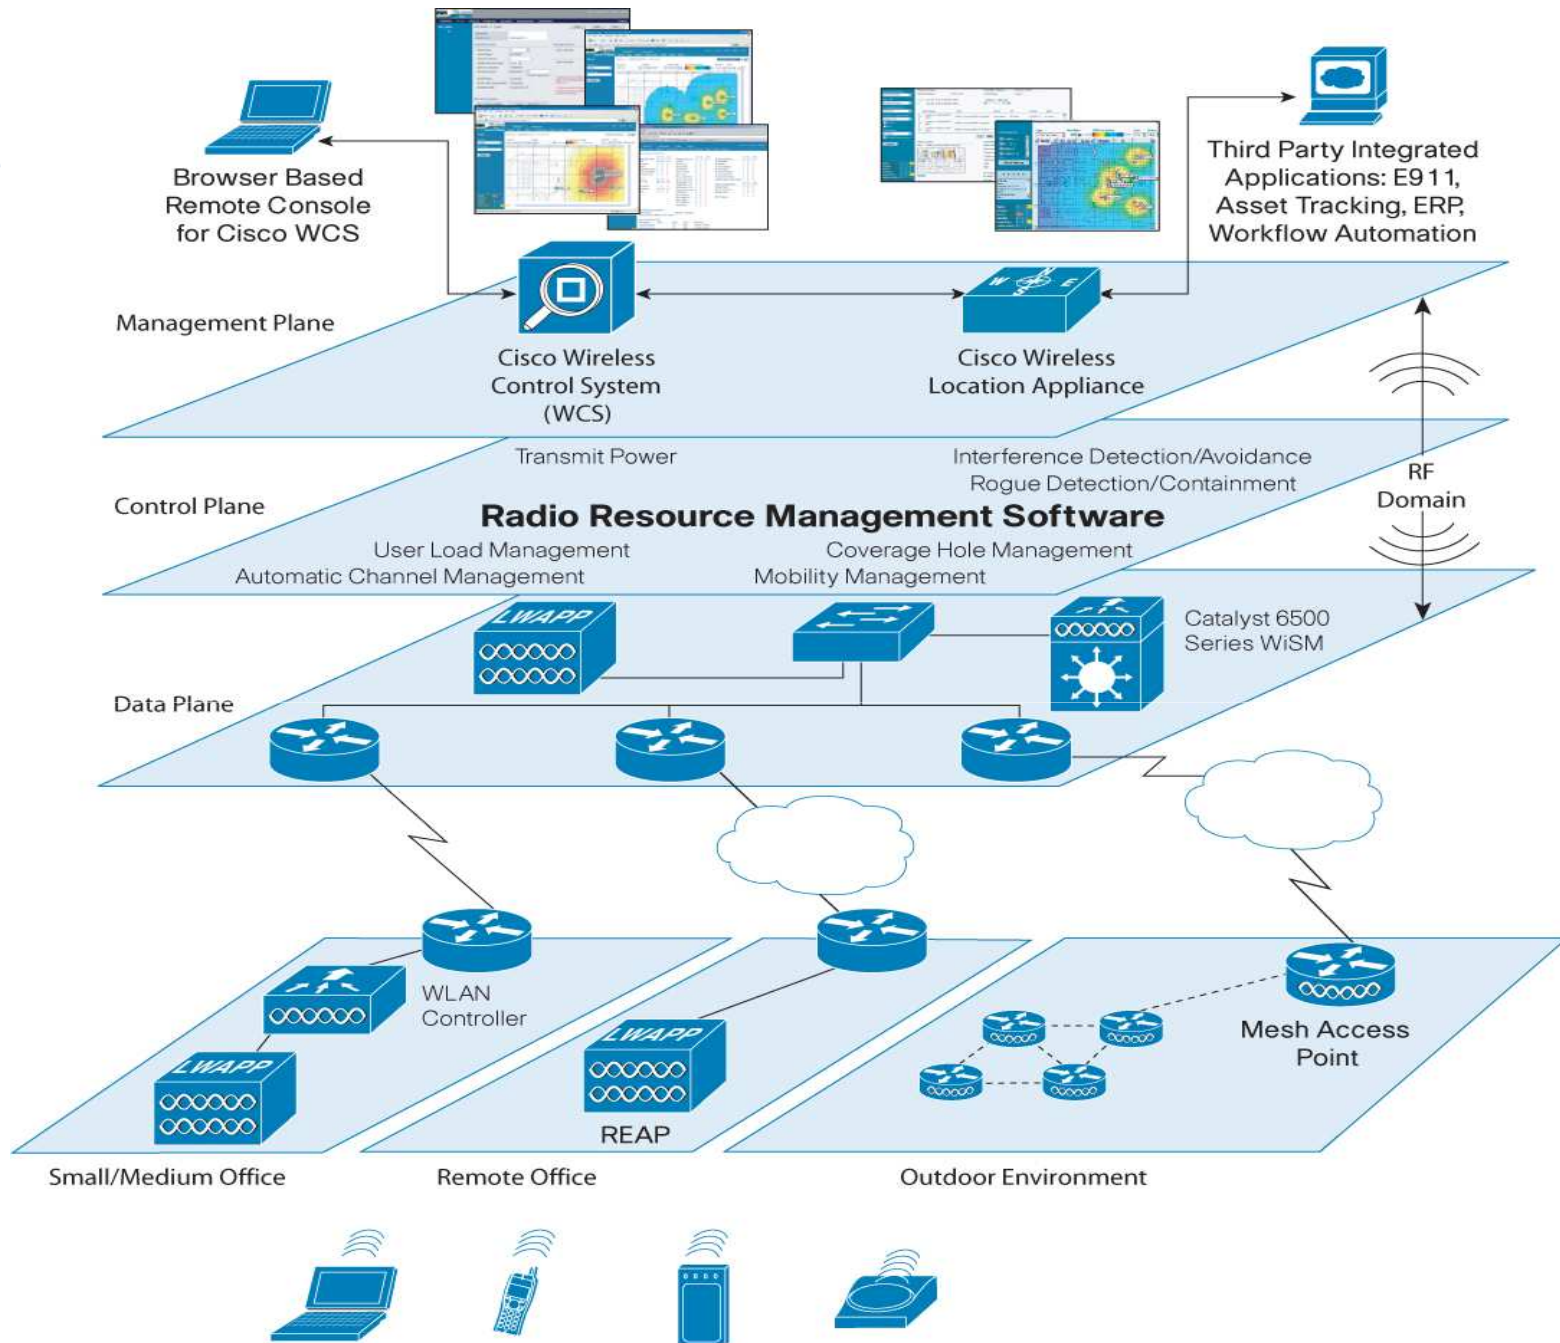 Browser Based
Remote Console
for Cisco WCS
Third Party Integrated
Applications: E911,
Asset Tracking, ERP,
Workflow Automation
W
N
S
E
Management Plane
Cisco Wireless
Control System
(WCS)
Cisco Wireless
Location Appliance
Transmit Power
Interference Detection/Avoidance
Rogue Detection/Containment
RF
Domain
Control Plane
Radio Resource Management Software
User Load Management
Coverage Hole Management
Automatic Channel Management
Mobility Management
LWAPP
Catalyst 6500
Series WiSM
Data Plane
WLAN
Controller
LWAPP
LWAPP
REAP
Mesh Access
Point
Small/Medium Office
Remote Office
Outdoor Environment